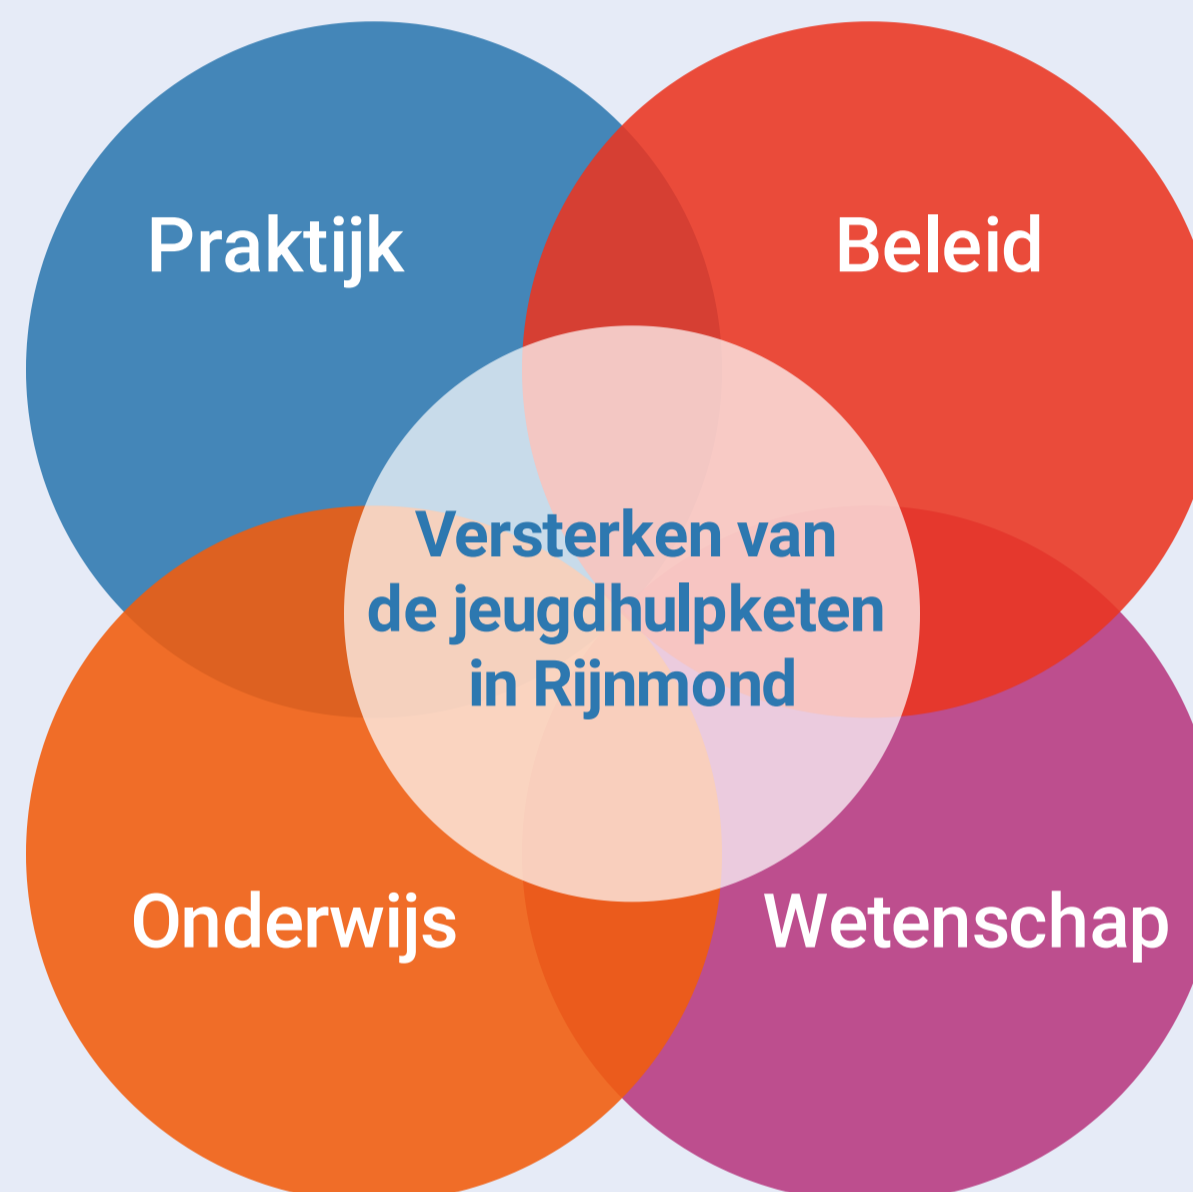 Praktijk
Beleid
Versterken van
de jeugdhulpketen
in Rijnmond
Onderwijs
Wetenschap